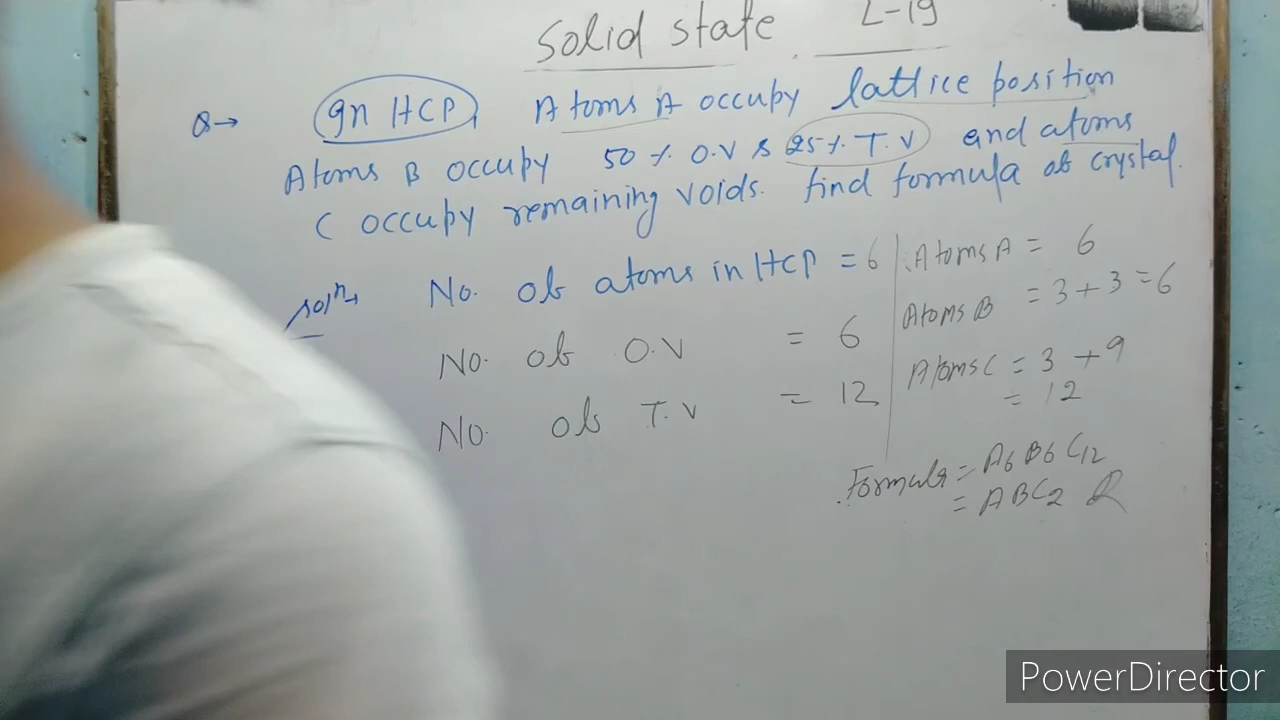 Solid state L-19
Q→ In HCP, Atoms A occupy lattice position
Atoms B occupy 50 % O.V & 25 % T.V and atoms
C occupy remaining voids. find formula of crystal.
Soln→ No. of atoms in HCP = 6
No. of O.V = 6
No. of T.V = 12
Atoms A = 6
Atoms B = 3 + 3 = 6
Atoms C = 3 + 9
= 12
Formula = A6 B6 C12
= ABC2
PowerDirector